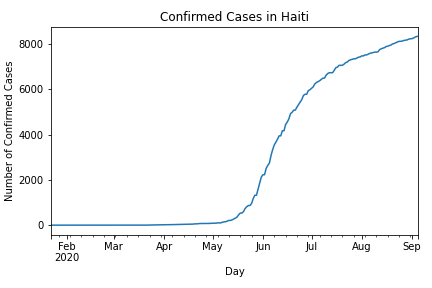 Confirmed Cases in Haiti
Number of Confirmed Cases
8000
6000
4000
2000
0
Feb Mar Apr May Jun Jul Aug Sep
2020
Day